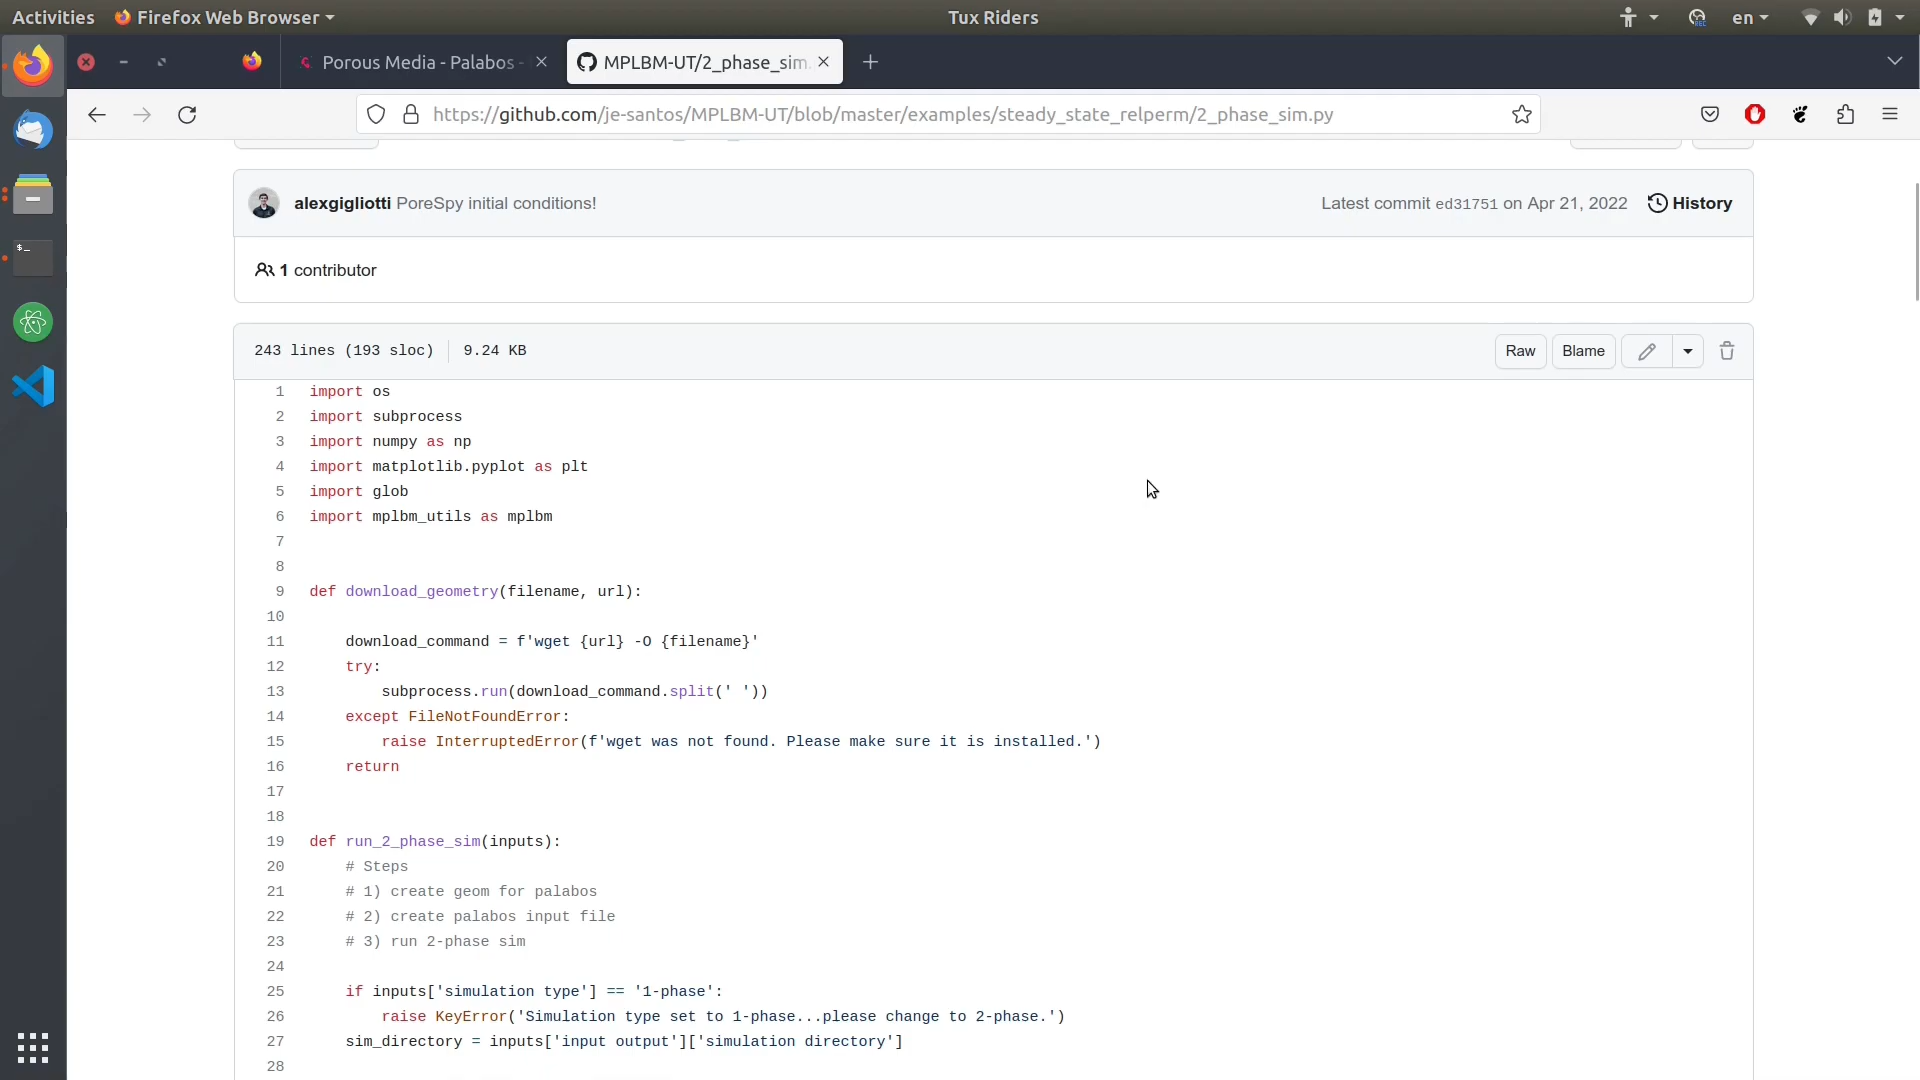 Activities Firefox Web Browser Tux Riders en
Porous Media - Palabos - MPLBM-UT/2_phase_sim.
https://github.com/je-santos/MPLBM-UT/blob/master/examples/steady_state_relperm/2_phase_sim.py
alexgigliotti PoreSpy initial conditions! Latest commit ed31751 on Apr 21, 2022 History
1 contributor
243 lines (193 sloc) 9.24 KB Raw Blame
1 import os
2 import subprocess
3 import numpy as np
4 import matplotlib.pyplot as plt
5 import glob
6 import mplbm_utils as mplbm
7
8
9 def download_geometry(filename, url):
10
11 download_command = f'wget {url} -O {filename}'
12 try:
13 subprocess.run(download_command.split(' '))
14 except FileNotFoundError:
15 raise InterruptedError(f'wget was not found. Please make sure it is installed.')
16 return
17
18
19 def run_2_phase_sim(inputs):
20 # Steps
21 # 1) create geom for palabos
22 # 2) create palabos input file
23 # 3) run 2-phase sim
24
25 if inputs['simulation type'] == '1-phase':
26 raise KeyError('Simulation type set to 1-phase...please change to 2-phase.')
27 sim_directory = inputs['input output']['simulation directory']
28